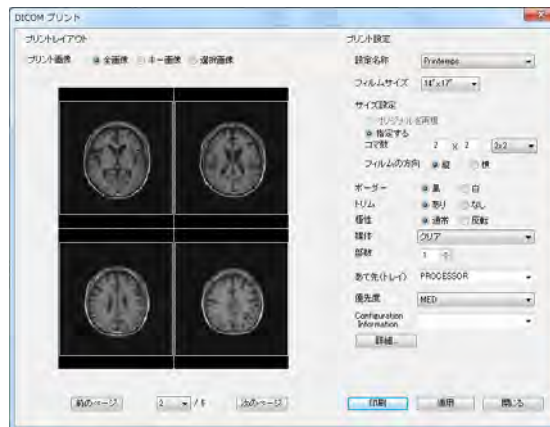 DICOM プリント
プリントレイアウト
プリント画像 全画像 キー画像 選択画像
前のページ 2 / 6 次のページ
プリント設定
設定名称 Printemps
フィルムサイズ 14"x17"
サイズ設定
オリジナルを再現
指定する
コマ数 2 x 2 2x2
フィルムの方向 縦 横
ボーダー 黒 白
トリム あり なし
極性 通常 反転
媒体 クリア
部数 1
あて先(トレイ) PROCESSOR
優先度 MED
Configuration
Information
詳細...
印刷 適用 閉じる